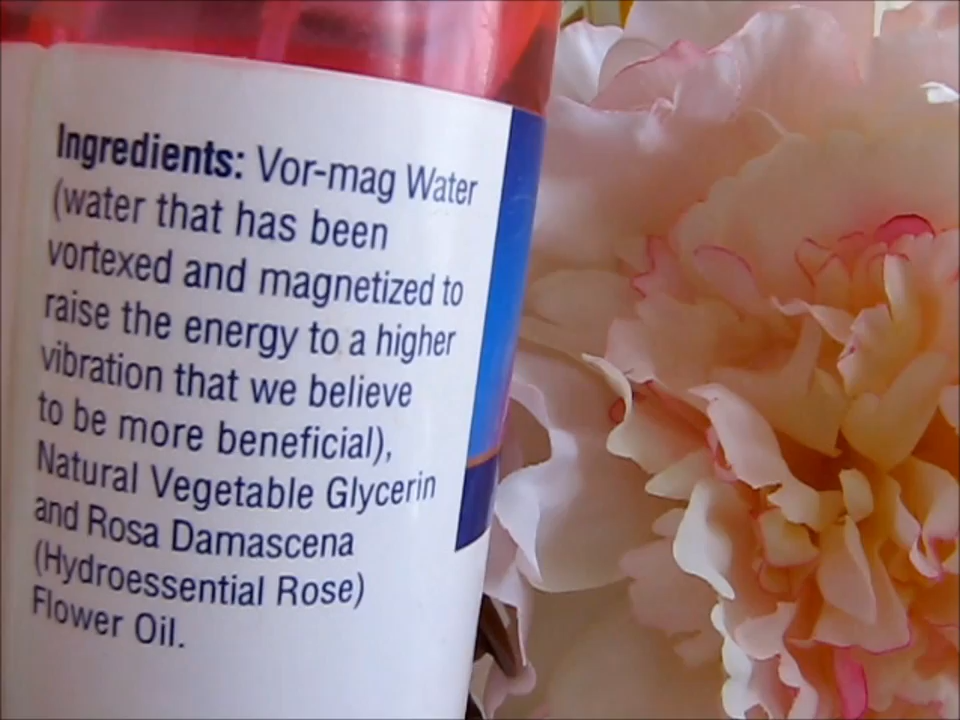 Ingredients: Vor-mag Water
(water that has been
vortexed and magnetized to
raise the energy to a higher
vibration that we believe
to be more beneficial),
Natural Vegetable Glycerin
and Rosa Damascena
(Hydroessential Rose)
Flower Oil.